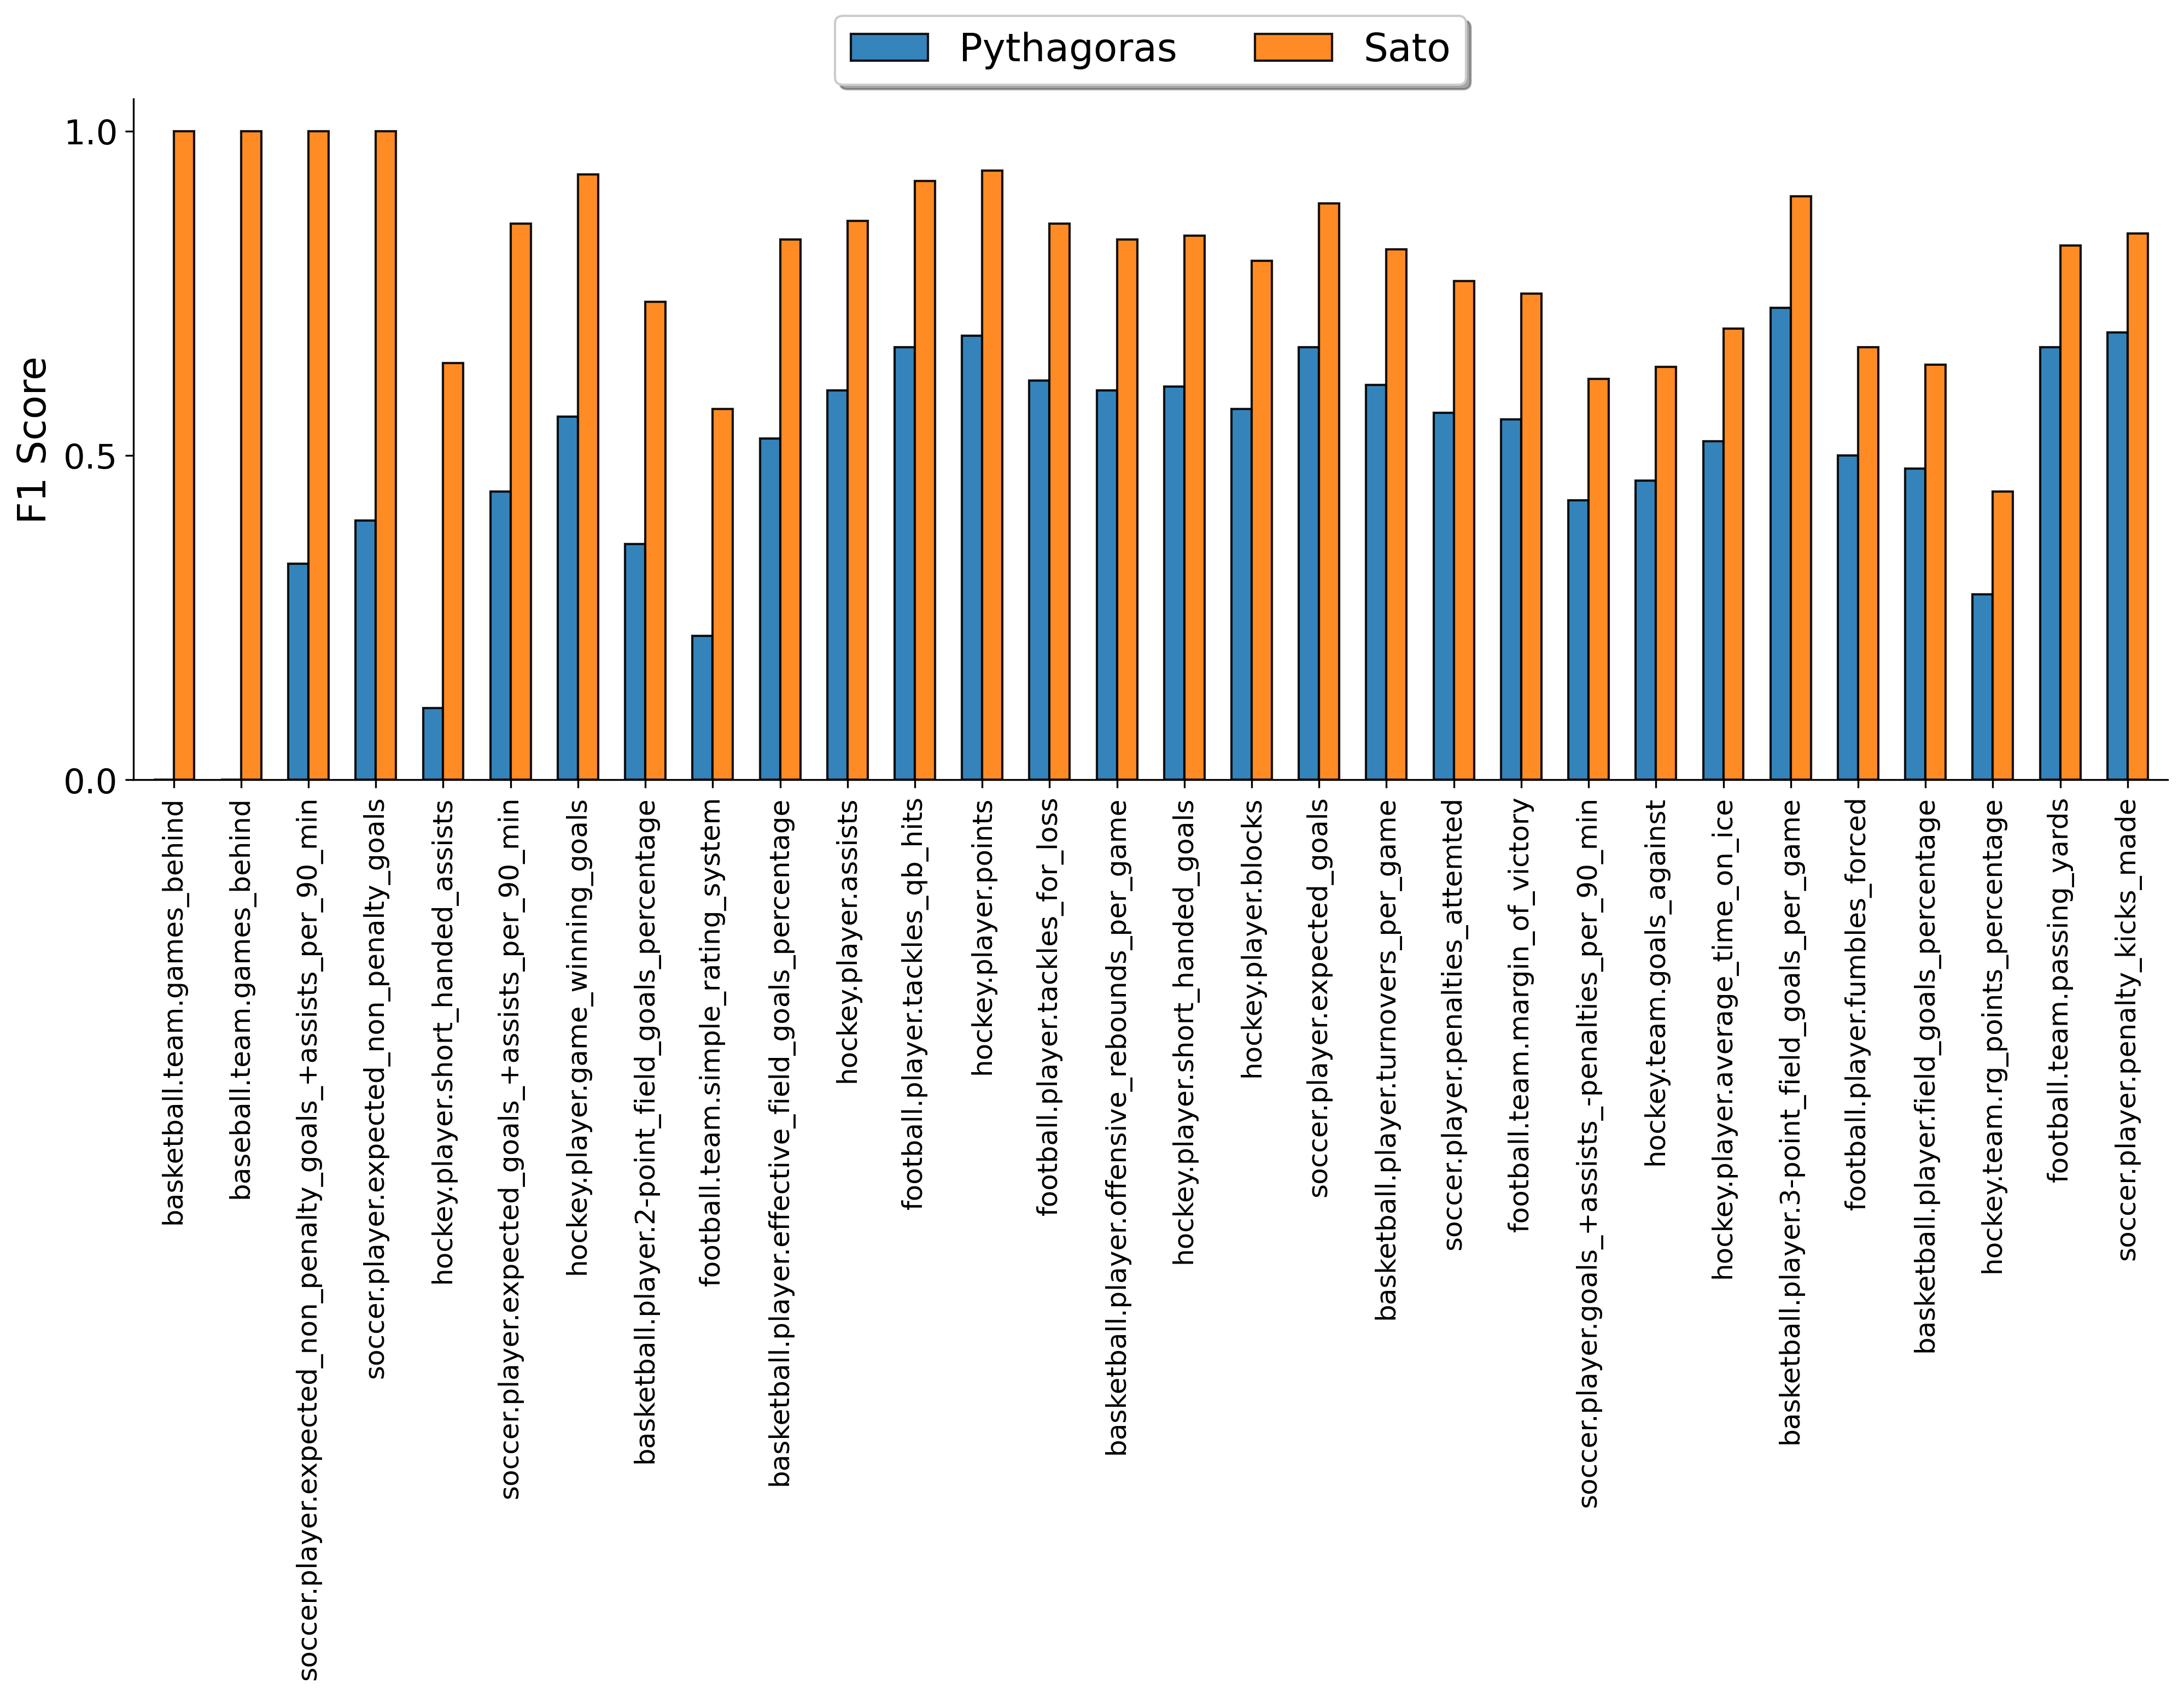 Pythagoras
Sato
F1 Score
1.0
0.5
0.0
basketball.team.games_behind
baseball.team.games_behind
soccer.player.expected_non_penalty_goals_+assists_per_90_min
soccer.player.expected_non_penalty_goals
hockey.player.short_handed_assists
soccer.player.expected_goals_+assists_per_90_min
hockey.player.game_winning_goals
basketball.player.2-point_field_goals_percentage
football.team.simple_rating_system
basketball.player.effective_field_goals_percentage
hockey.player.assists
football.player.tackles_qb_hits
hockey.player.points
football.player.tackles_for_loss
basketball.player.offensive_rebounds_per_game
hockey.player.short_handed_goals
hockey.player.blocks
soccer.player.expected_goals
basketball.player.turnovers_per_game
soccer.player.penalties_attemted
football.team.margin_of_victory
soccer.player.goals_+assists_-penalties_per_90_min
hockey.team.goals_against
hockey.player.average_time_on_ice
basketball.player.3-point_field_goals_per_game
football.player.fumbles_forced
basketball.player.field_goals_percentage
hockey.team.rg_points_percentage
football.team.passing_yards
soccer.player.penalty_kicks_made